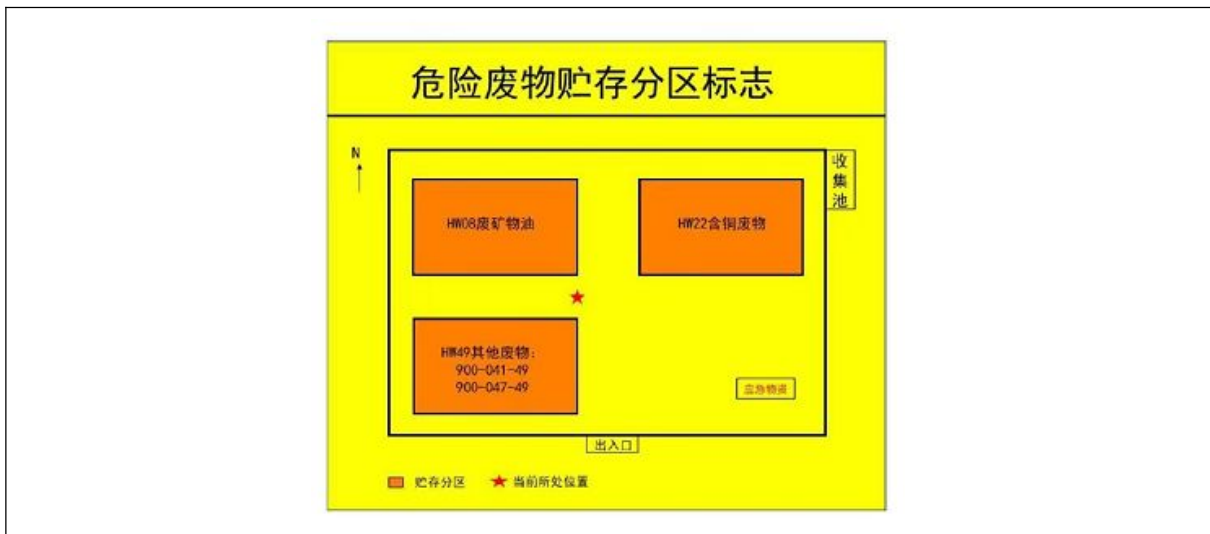 危险废物贮存分区标志
N
收集池
HW08废矿物油
HW22含铜废物
HW49其他废物:
900-041-49
900-047-49
应急物资
出入口
贮存分区
当前所处位置